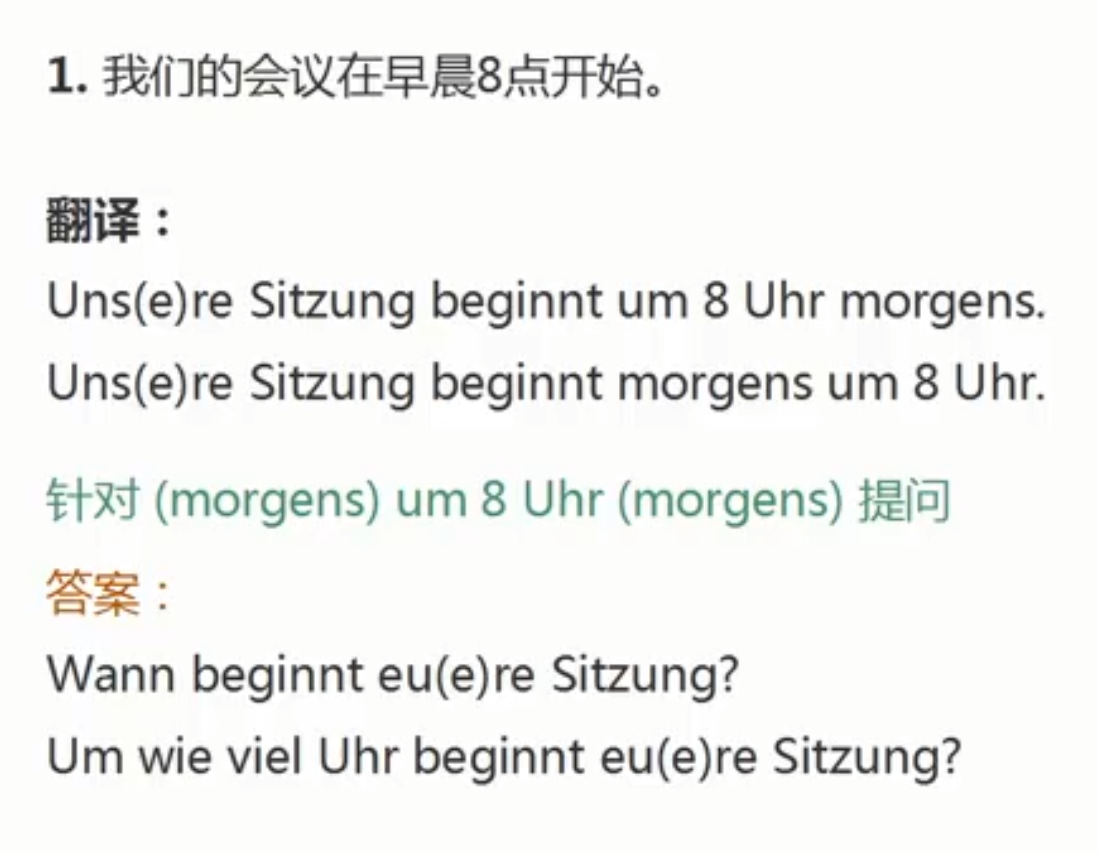 1. 我们的会议在早晨8点开始。
翻译：
Uns(e)re Sitzung beginnt um 8 Uhr morgens.
Uns(e)re Sitzung beginnt morgens um 8 Uhr.
针对 (morgens) um 8 Uhr (morgens) 提问
答案：
Wann beginnt eu(e)re Sitzung?
Um wie viel Uhr beginnt eu(e)re Sitzung?